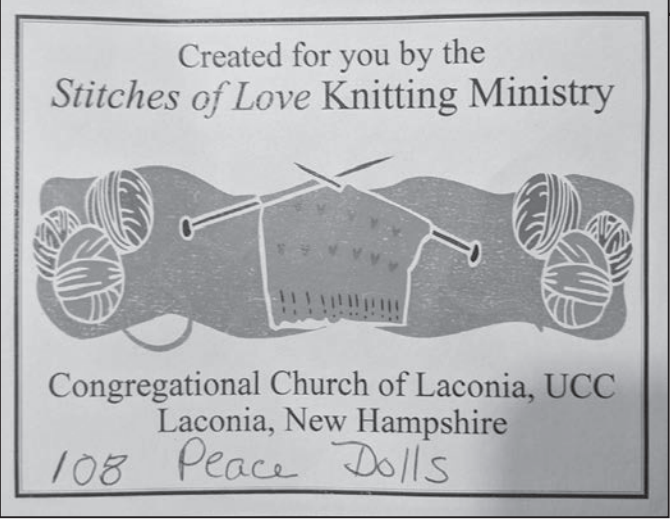 Created for you by the
Stitches of Love Knitting Ministry
Congregational Church of Laconia, UCC
Laconia, New Hampshire
108 Peace Dolls